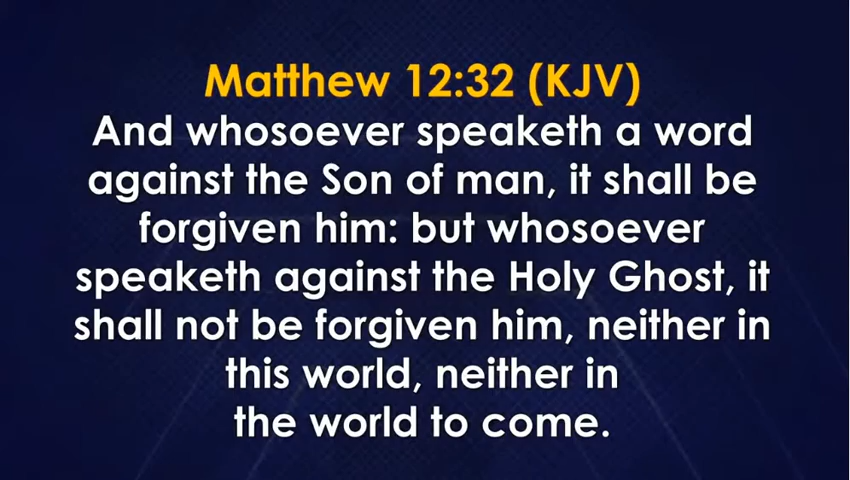 Matthew 12:32 (KJV)
And whosoever speaketh a word
against the Son of man, it shall be
forgiven him: but whosoever
speaketh against the Holy Ghost, it
shall not be forgiven him, neither in
this world, neither in
the world to come.